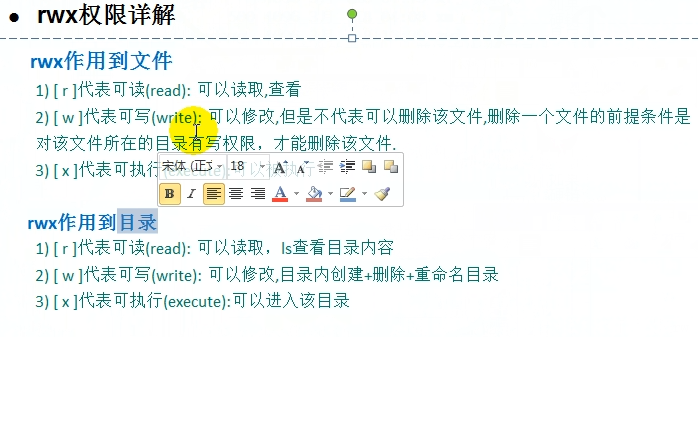 ● rwx权限详解
rwx作用到文件
1) [ r ]代表可读(read): 可以读取,查看
2) [ w ]代表可写(write): 可以修改,但是不代表可以删除该文件,删除一个文件的前提条件是
对该文件所在的目录有写权限，才能删除该文件.
3) [ x ]代表可执行(execute):可以被执行
宋体 (正文 18 A A
B I A
rwx作用到目录
1) [ r ]代表可读(read): 可以读取，ls查看目录内容
2) [ w ]代表可写(write): 可以修改,目录内创建+删除+重命名目录
3) [ x ]代表可执行(execute):可以进入该目录